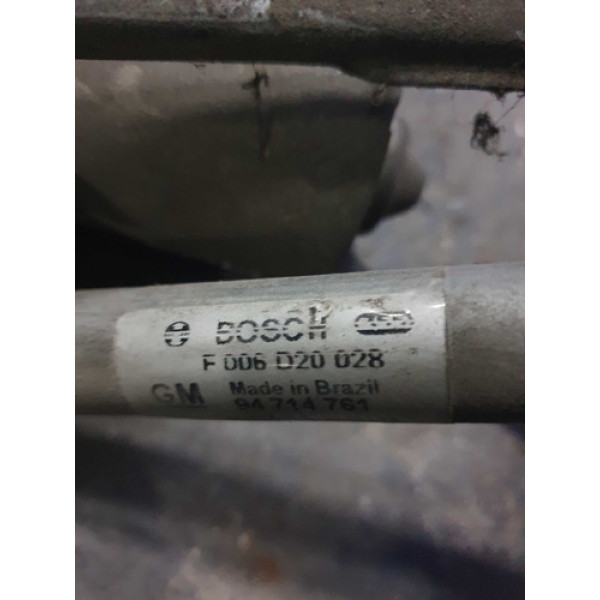 BOSCH
F 006 D20 028
GM Made in Brazil
94 714 761